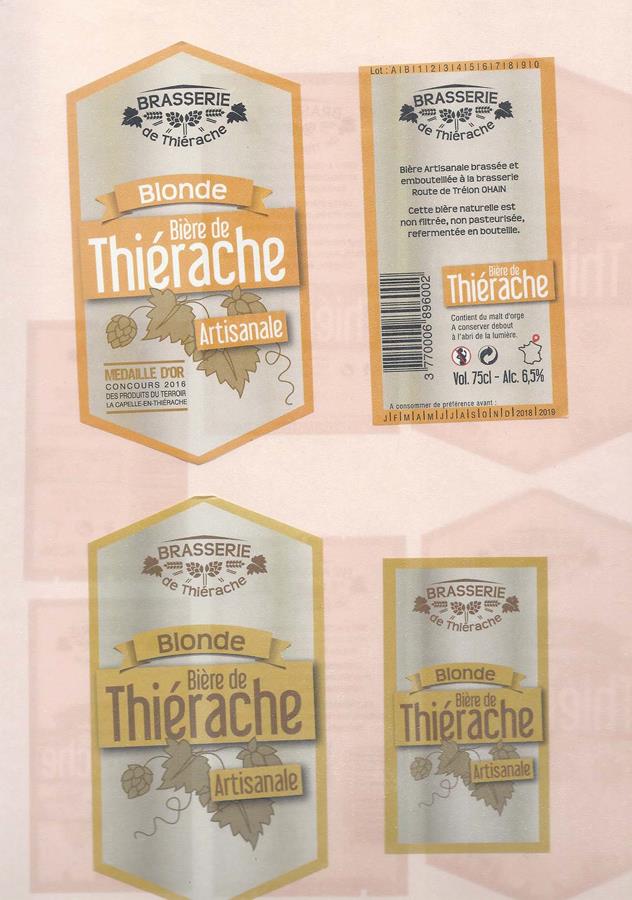 BRASSERIE
de Thiérache
Blonde
Bière de
Thiérache
Artisanale
MEDAILLE D'OR
CONCOURS 2016
DES PRODUITS DU TERROIR
LA CAPELLE-EN-THIÉRACHE
Lot : A|B|1|2|3|4|5|6|7|8|9|0
BRASSERIE
de Thiérache
Bière Artisanale brassée et
embouteillée à la brasserie
Route de Trélon OHAIN
Cette bière naturelle est
non filtrée, non pasteurisée,
refermentée en bouteille.
Bière de
Thiérache
Contient du malt d'orge
A conserver debout
à l'abri de la lumière.
3 770006 896002
Vol. 75cl - Alc. 6,5%
A consommer de préférence avant :
J|F|M|A|M|J|J|A|S|O|N|D|2018|2019
BRASSERIE
de Thiérache
Blonde
Bière de
Thiérache
Artisanale
BRASSERIE
de Thiérache
Blonde
Bière de
Thiérache
Artisanale